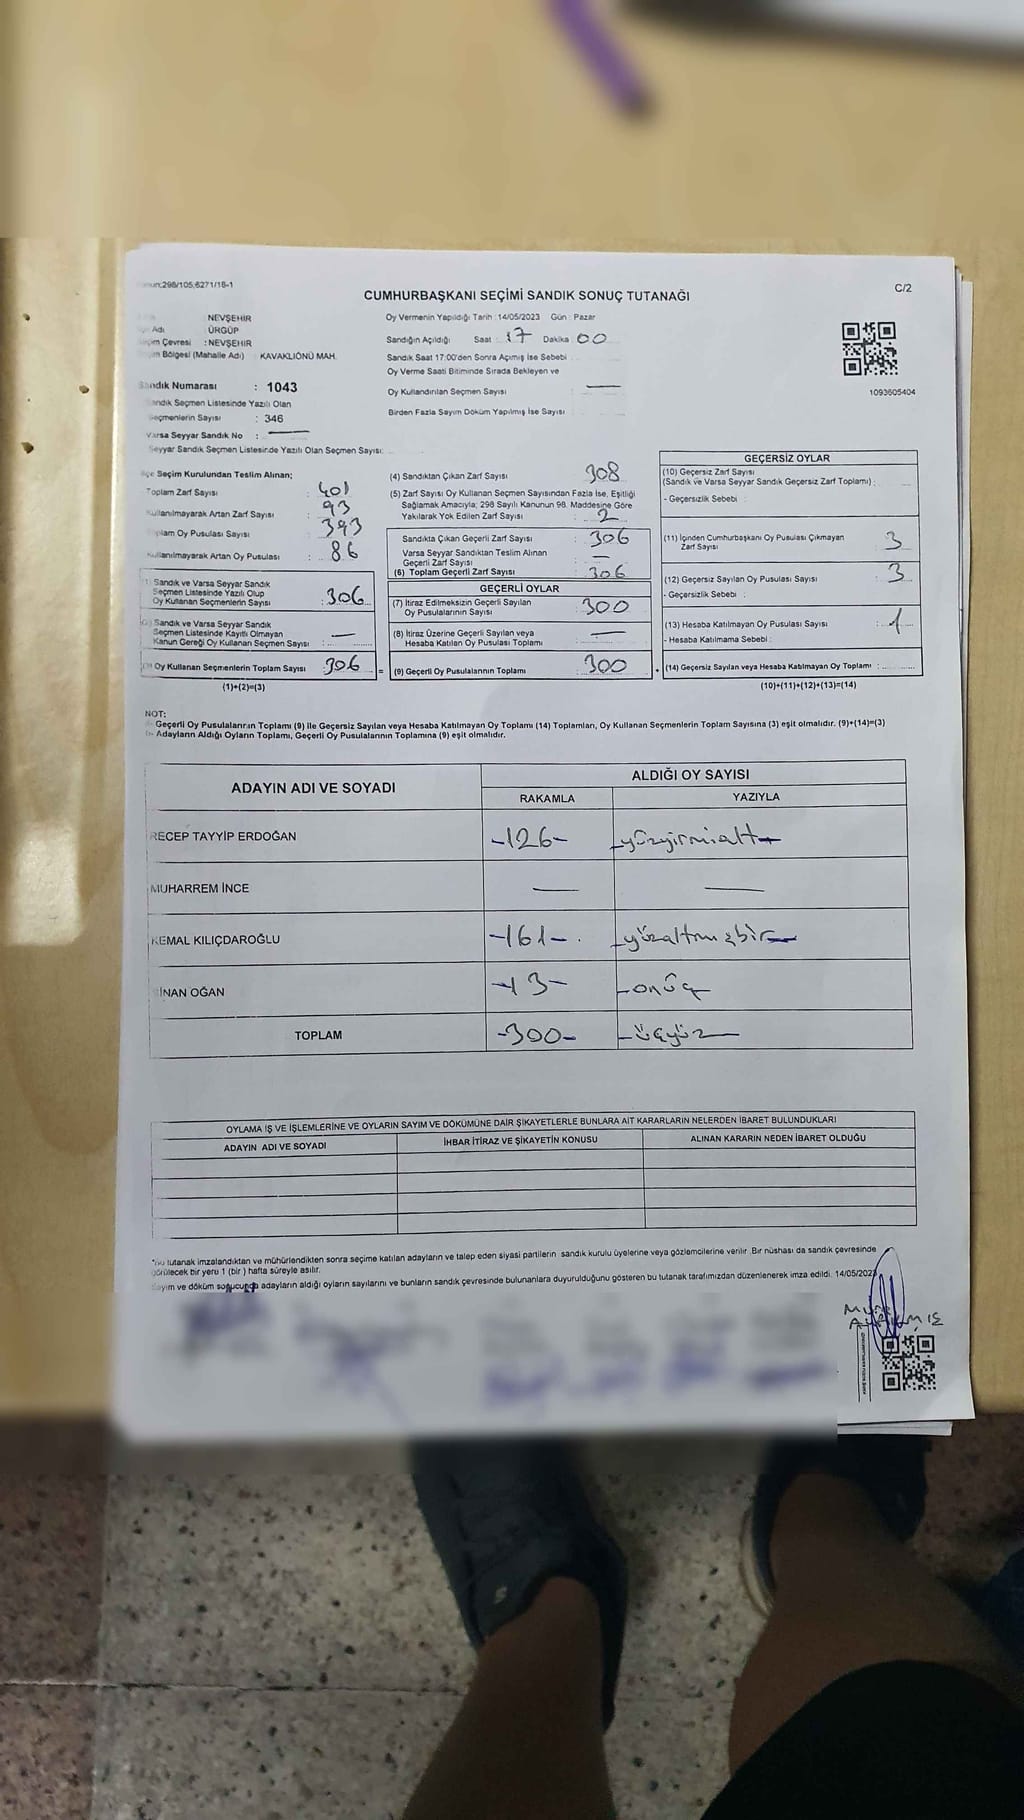 298/105;6271/18-1
C/2
CUMHURBAŞKANI SEÇİMİ SANDIK SONUÇ TUTANAĞI
: NEVŞEHİR
Adı : ÜRGÜP
Çevresi : NEVŞEHİR
Bölgesi (Mahalle Adı) : KAVAKLIÖNÜ MAH.
Sandık Numarası : 1043
Sandık Seçmen Listesinde Yazılı Olan
Seçmenlerin Sayısı : 346
Varsa Seyyar Sandık No : —
Seyyar Sandık Seçmen Listesinde Yazılı Olan Seçmen Sayısı:
Oy Vermenin Yapıldığı Tarih :14/05/2023 Gün : Pazar
Sandığın Açıldığı Saat : 17 Dakika : 00
Sandık Saat 17:00'den Sonra Açımış İse Sebebi
Oy Verme Saati Bitiminde Sırada Bekleyen ve
Oy Kullandırılan Seçmen Sayısı : —
Birden Fazla Sayım Döküm Yapılmış İse Sayısı
1093605404
İlçe Seçim Kurulundan Teslim Alınan;
Toplam Zarf Sayısı : 401
Kullanılmayarak Artan Zarf Sayısı : 93
Toplam Oy Pusulası Sayısı : 393
Kullanılmayarak Artan Oy Pusulası : 86
(1) Sandık ve Varsa Seyyar Sandık
Seçmen Listesinde Yazılı Olup
Oy Kullanan Seçmenlerin Sayısı : 306
(2) Sandık ve Varsa Seyyar Sandık
Seçmen Listesinde Kayıtlı Olmayan
Kanun Gereği Oy Kullanan Seçmen Sayısı : —
(3) Oy Kullanan Seçmenlerin Toplam Sayısı : 306 =
(1)+(2)=(3)
(4) Sandıktan Çıkan Zarf Sayısı : 308
(5) Zarf Sayısı Oy Kullanan Seçmen Sayısından Fazla İse, Eşitliği
Sağlamak Amacıyla; 298 Sayılı Kanunun 98. Maddesine Göre
Yakılarak Yok Edilen Zarf Sayısı : 2
Sandıkta Çıkan Geçerli Zarf Sayısı : 306
Varsa Seyyar Sandıktan Teslim Alınan
Geçerli Zarf Sayısı : —
(6) Toplam Geçerli Zarf Sayısı : 306
GEÇERLİ OYLAR
(7) İtiraz Edilmeksizin Geçerli Sayılan
Oy Pusulalarının Sayısı : 300
(8) İtiraz Üzerine Geçerli Sayılan veya
Hesaba Katılan Oy Pusulası Toplamı : —
(9) Geçerli Oy Pusulalarının Toplamı : 300 +
GEÇERSİZ OYLAR
(10) Geçersiz Zarf Sayısı
(Sandık ve Varsa Seyyar Sandık Geçersiz Zarf Toplamı) :
- Geçersizlik Sebebi :
(11) İçinden Cumhurbaşkanı Oy Pusulası Çıkmayan
Zarf Sayısı : 3
(12) Geçersiz Sayılan Oy Pusulası Sayısı : 3
- Geçersizlik Sebebi :
(13) Hesaba Katılmayan Oy Pusulası Sayısı : 1
- Hesaba Katılmama Sebebi :
(14) Geçersiz Sayılan veya Hesaba Katılmayan Oy Toplamı :
(10)+(11)+(12)+(13)=(14)
NOT:
Geçerli Oy Pusulalarının Toplamı (9) ile Geçersiz Sayılan veya Hesaba Katılmayan Oy Toplamı (14) Toplamları, Oy Kullanan Seçmenlerin Toplam Sayısına (3) eşit olmalıdır. (9)+(14)=(3)
Adayların Aldığı Oyların Toplamı, Geçerli Oy Pusulalarının Toplamına (9) eşit olmalıdır.
ADAYIN ADI VE SOYADI ALDIĞI OY SAYISI
RAKAMLA YAZIYLA
RECEP TAYYİP ERDOĞAN -126- -yüzyirmialtı-
MUHARREM İNCE — —
KEMAL KILIÇDAROĞLU -161- -yüzaltmışbir-
SİNAN OĞAN -13- -onüç-
TOPLAM -300- -üçyüz-
OYLAMA İŞ VE İŞLEMLERİNE VE OYLARIN SAYIM VE DÖKÜMÜNE DAİR ŞİKAYETLERLE BUNLARA AİT KARARLARIN NELERDEN İBARET BULUNDUKLARI
ADAYIN ADI VE SOYADI İHBAR İTİRAZ VE ŞİKAYETİN KONUSU ALINAN KARARIN NEDEN İBARET OLDUĞU
*Bu tutanak imzalandıktan ve mühürlendikten sonra seçime katılan adayların ve talep eden siyasi partilerin sandık kurulu üyelerine veya gözlemcilerine verilir .Bir nüshası da sandık çevresinde
görülecek bir yere 1 (bir ) hafta süreyle asılır.
Sayım ve döküm sonucunda adayların aldığı oyların sayılarını ve bunların sandık çevresinde bulunanlara duyurulduğunu gösteren bu tutanak tarafımızdan düzenlenerek imza edildi. 14/05/2023